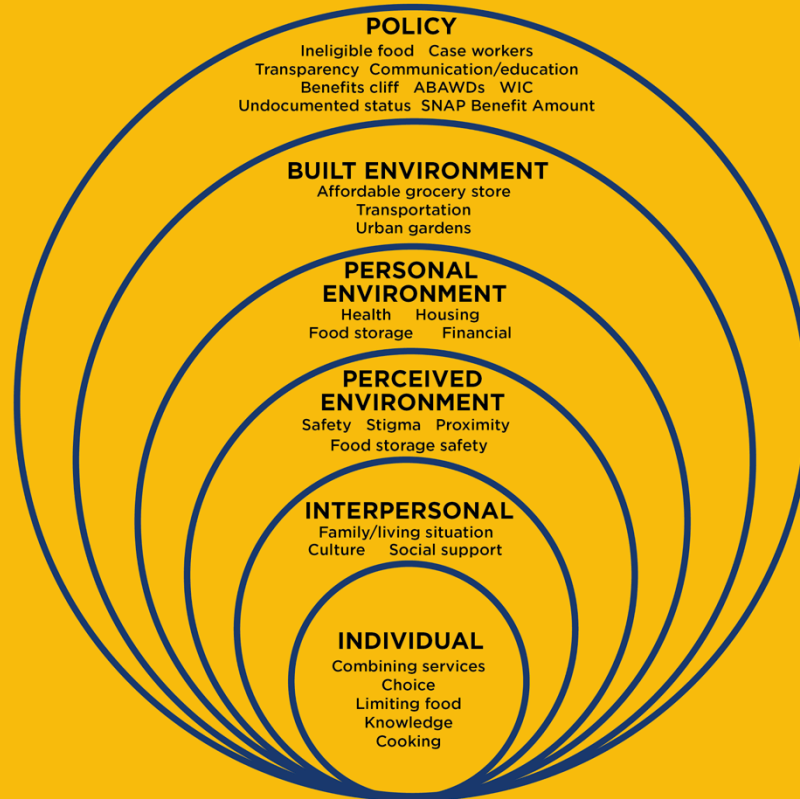 POLICY
Ineligible food Case workers
Transparency Communication/education
Benefits cliff ABAWDs WIC
Undocumented status SNAP Benefit Amount
BUILT ENVIRONMENT
Affordable grocery store
Transportation
Urban gardens
PERSONAL
ENVIRONMENT
Health Housing
Food storage Financial
PERCEIVED
ENVIRONMENT
Safety Stigma Proximity
Food storage safety
INTERPERSONAL
Family/living situation
Culture Social support
INDIVIDUAL
Combining services
Choice
Limiting food
Knowledge
Cooking